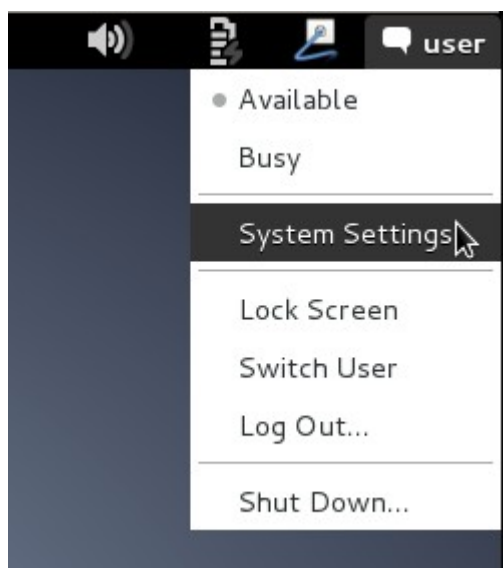 user
Available
Busy
System Settings
Lock Screen
Switch User
Log Out...
Shut Down...